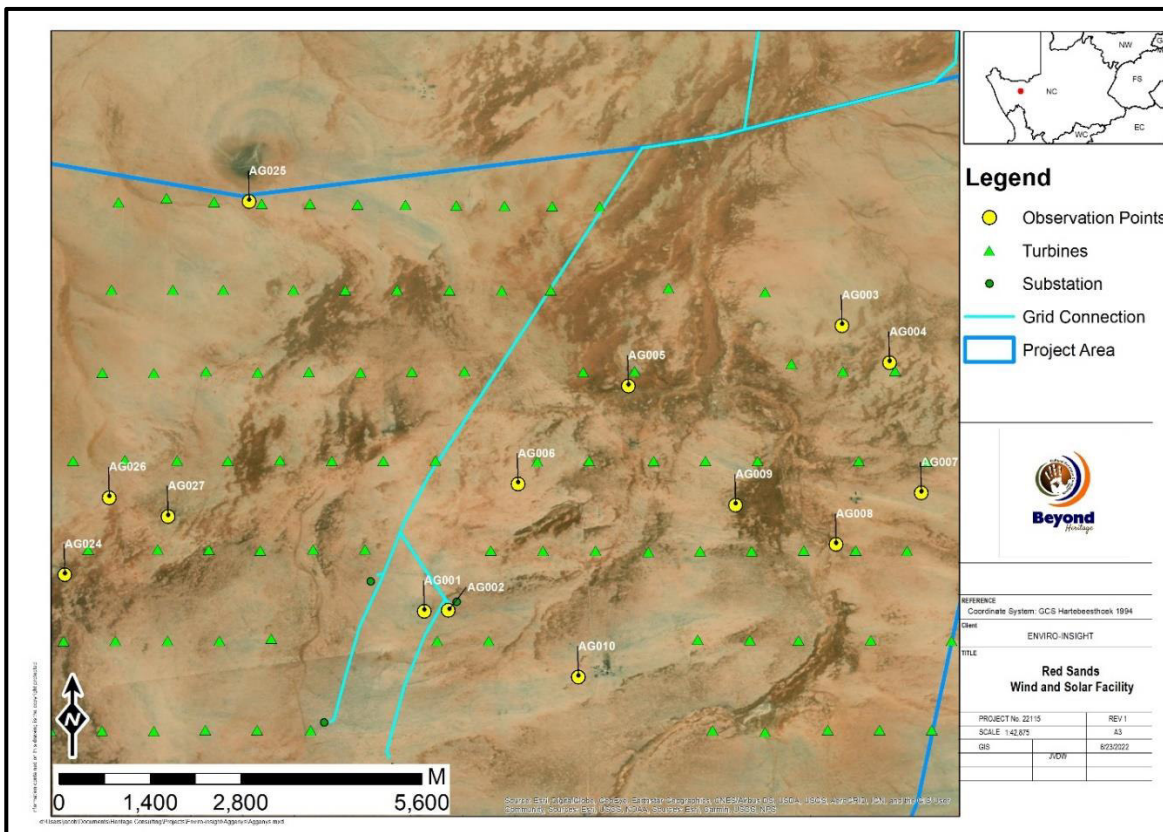 AG025
AG003
AG004
AG005
AG026
AG027
AG006
AG009
AG007
AG008
AG024
AG001
AG002
AG010
N
M
0 1,400 2,800 5,600
NW
FS
NC
WC
EC
Legend
Observation Points
Turbines
Substation
Grid Connection
Project Area
Beyond
Heritage
REFERENCE
Coordinate System: GCS Hartebeesthoek 1994
Client
ENVIRO-INSIGHT
TITLE
Red Sands
Wind and Solar Facility
PROJECT No. 22115 REV 1
SCALE 1:42,875 A3
GIS JVDW 8/23/2022